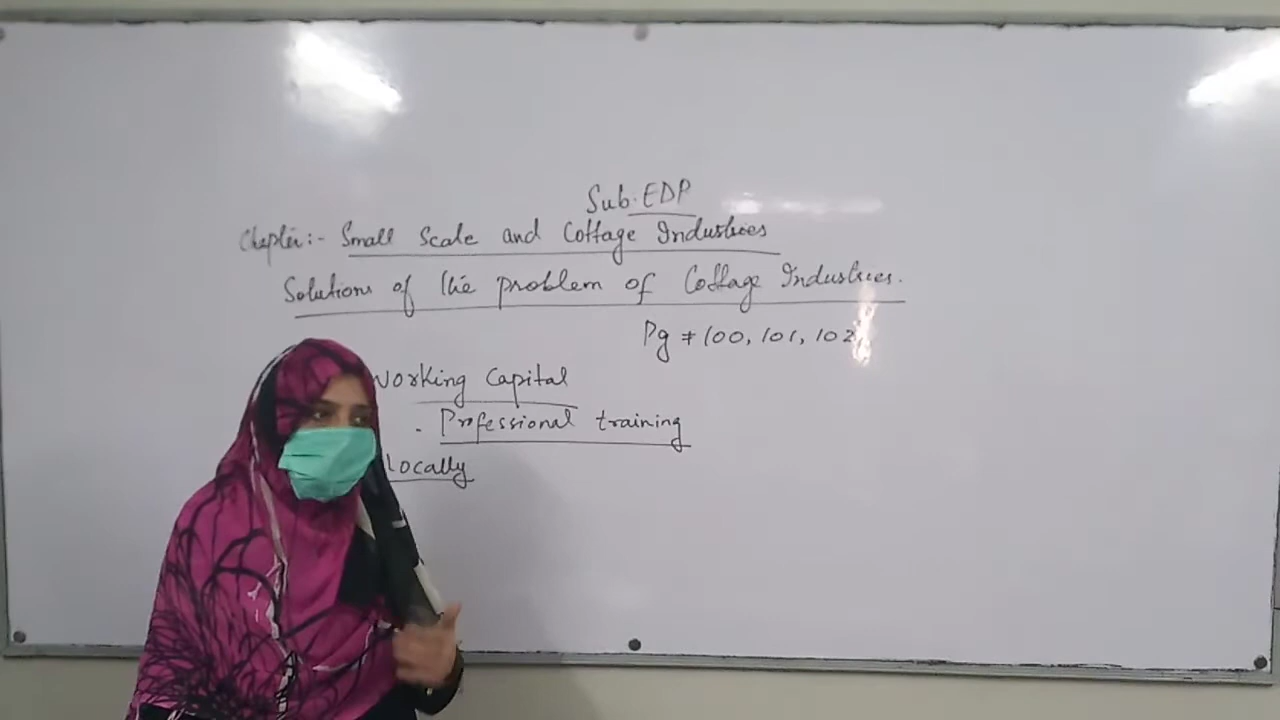 Sub. EDP
Chapter:- Small Scale and Cottage Industries
Solutions of the problem of Cottage Industries.
Pg # 100, 101, 102
Working Capital
. Professional training
locally